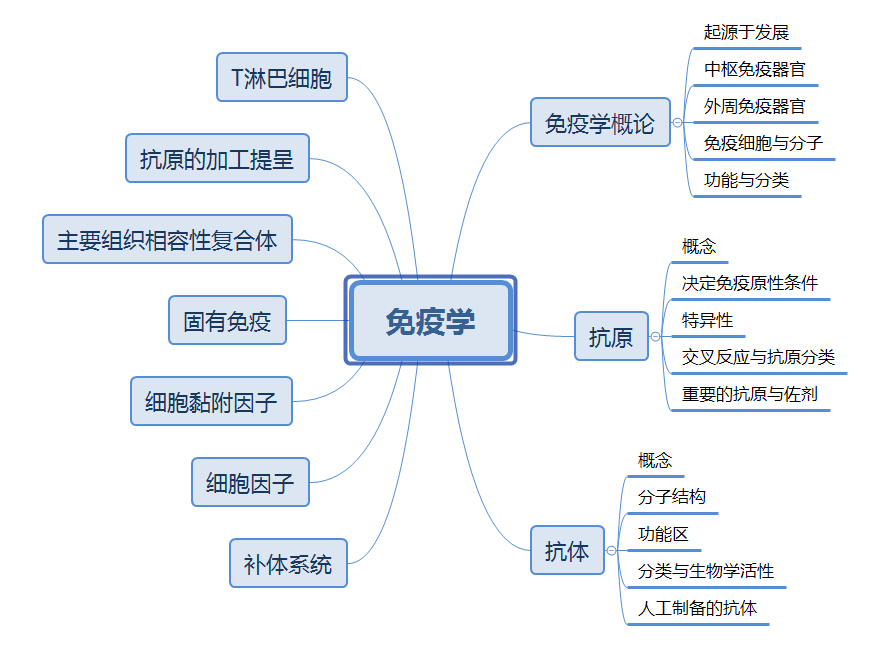 免疫学
免疫学概论
起源于发展
中枢免疫器官
外周免疫器官
免疫细胞与分子
功能与分类
抗原
概念
决定免疫原性条件
特异性
交叉反应与抗原分类
重要的抗原与佐剂
抗体
概念
分子结构
功能区
分类与生物学活性
人工制备的抗体
T淋巴细胞
抗原的加工提呈
主要组织相容性复合体
固有免疫
细胞黏附因子
细胞因子
补体系统